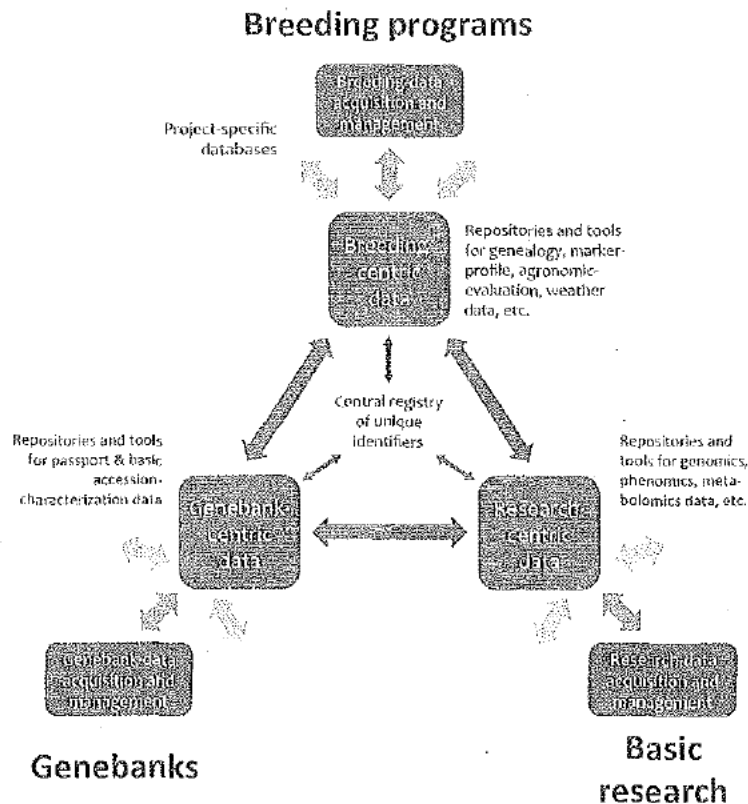 Breeding programs
Breeding-data
acquisition and
management
Project-specific
databases
Breeding-
centric
data
Repositories and tools
for genealogy, marker-
profile, agronomic-
evaluation, weather
data, etc.
Central registry
of unique
identifiers
Repositories and tools
for passport & basic
accession-
characterization data
Repositories and
tools for genomics,
phenomics, meta-
bolomics data, etc.
Genebank-
centric
data
Research-
centric
data
Genebank-data
acquisition and
management
Research-data
acquisition and
management
Genebanks
Basic
research